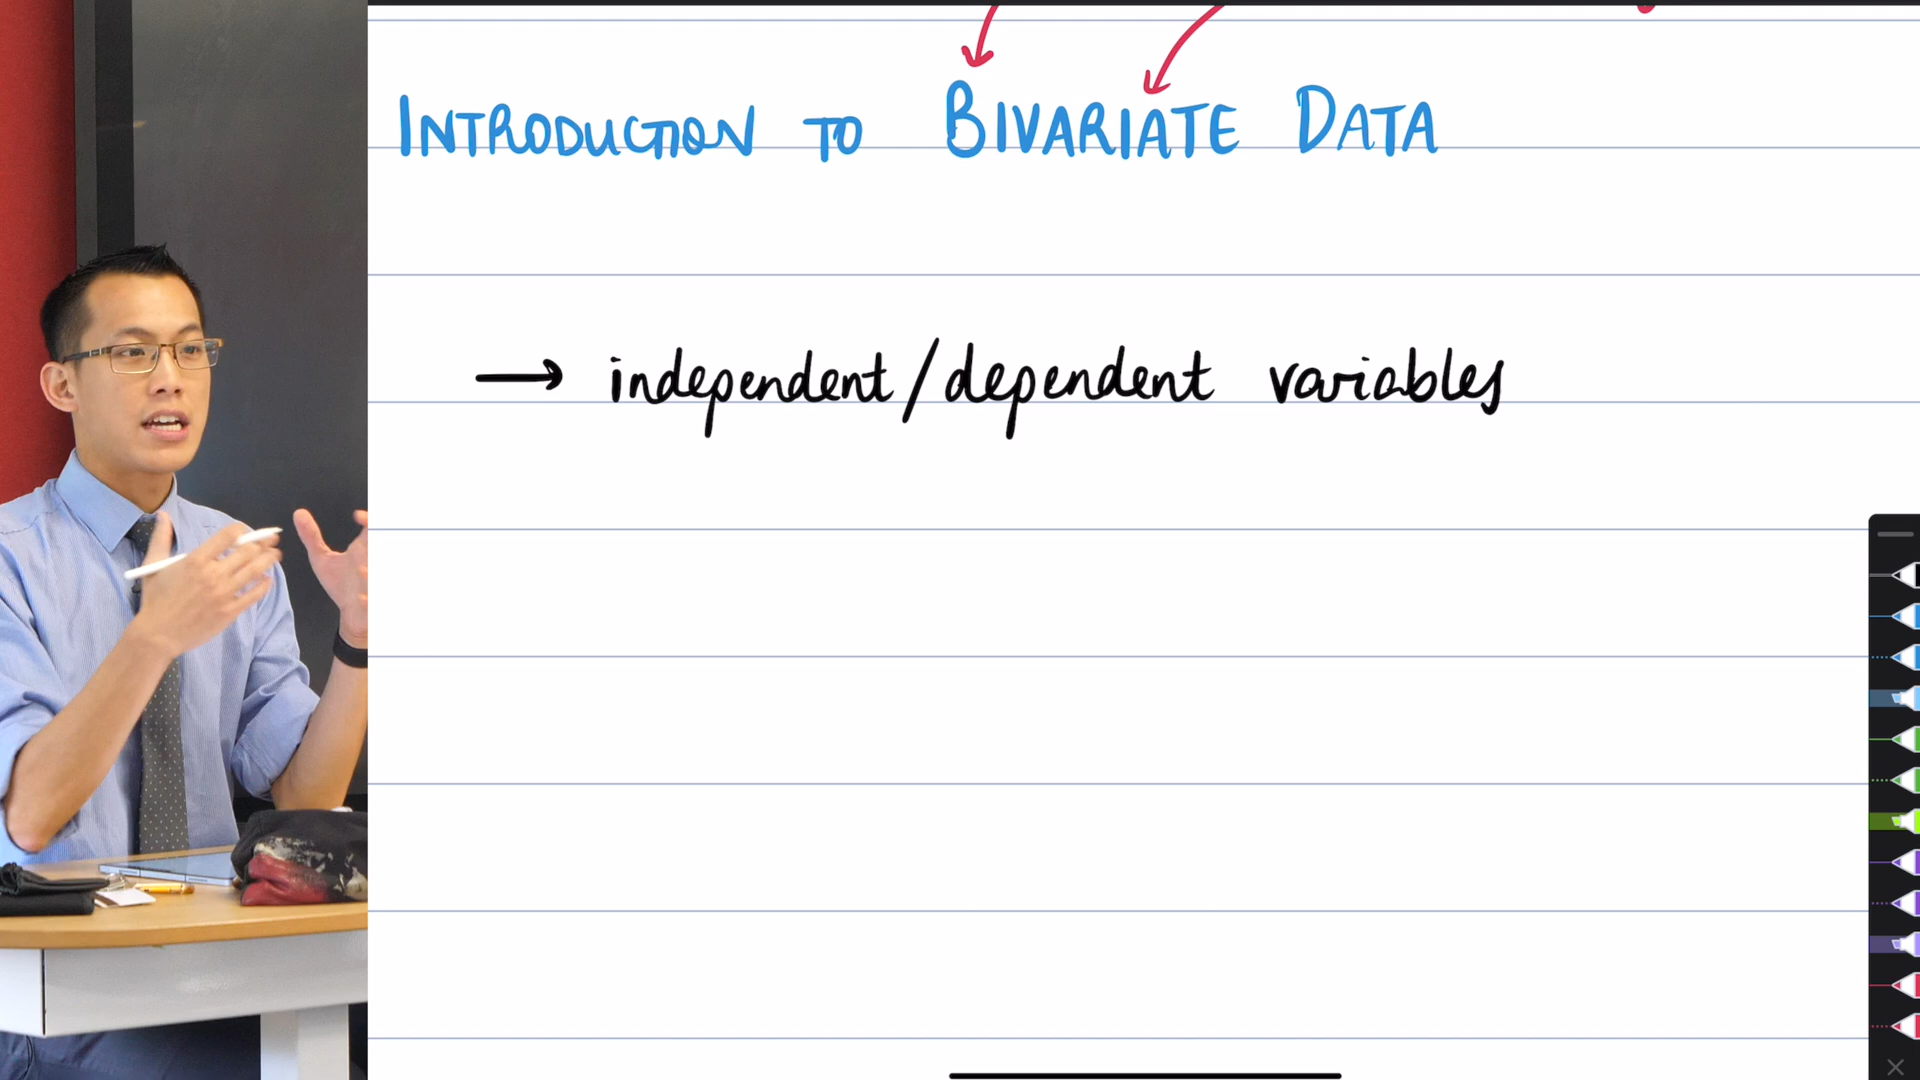 INTRODUCTION TO BIVARIATE DATA
→ independent/dependent variables